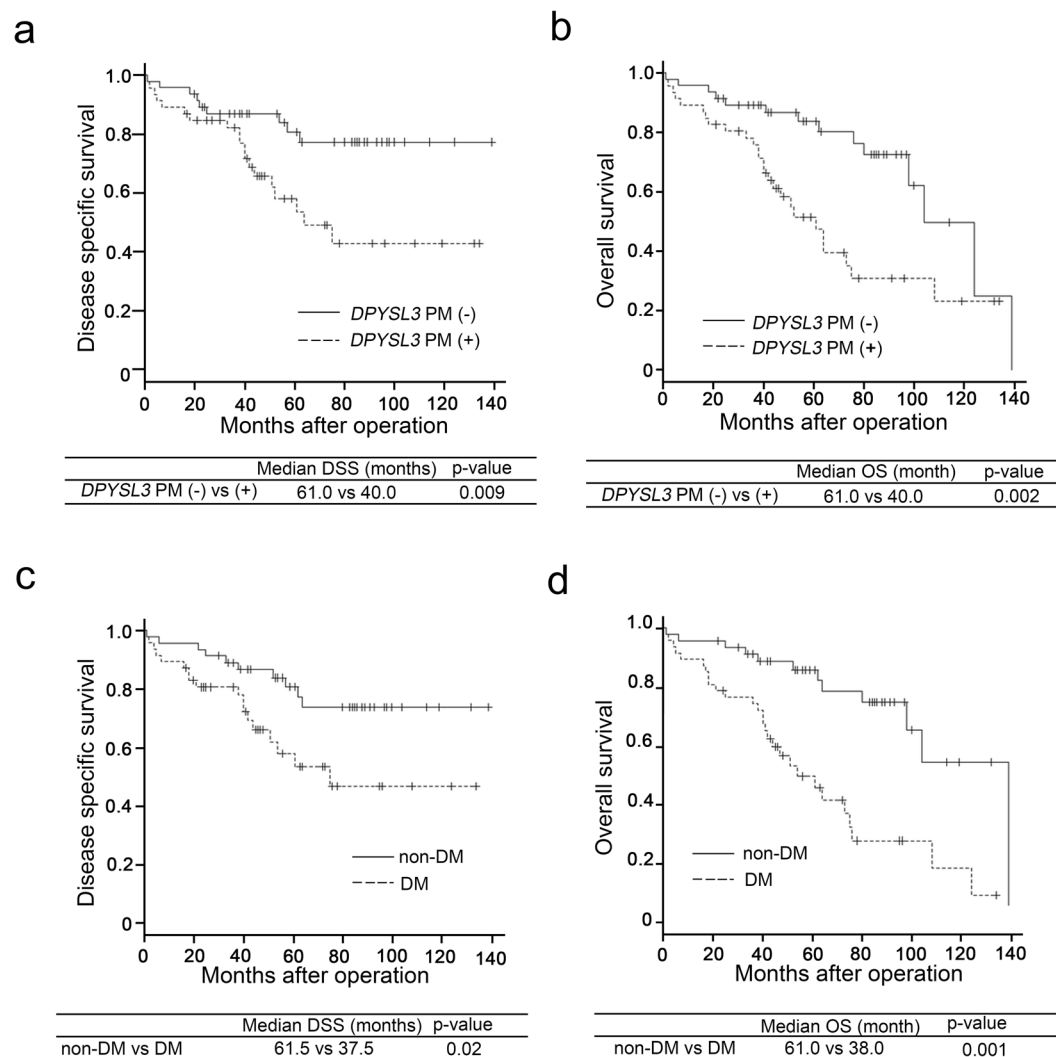 a
1.0
0.8
0.6
0.4
0.2
0
Disease specific survival
DPYSL3 PM (-)
DPYSL3 PM (+)
0 20 40 60 80 100 120 140
Months after operation
Median DSS (months) p-value
DPYSL3 PM (-) vs (+) 61.0 vs 40.0 0.009
b
1.0
0.8
0.6
0.4
0.2
0
Overall survival
DPYSL3 PM (-)
DPYSL3 PM (+)
0 20 40 60 80 100 120 140
Months after operation
Median OS (month) p-value
DPYSL3 PM (-) vs (+) 61.0 vs 40.0 0.002
c
1.0
0.8
0.6
0.4
0.2
0
Disease specific survival
non-DM
DM
0 20 40 60 80 100 120 140
Months after operation
Median DSS (months) p-value
non-DM vs DM 61.5 vs 37.5 0.02
d
1.0
0.8
0.6
0.4
0.2
0
Overall survival
non-DM
DM
0 20 40 60 80 100 120 140
Months after operation
Median OS (month) p-value
non-DM vs DM 61.0 vs 38.0 0.001